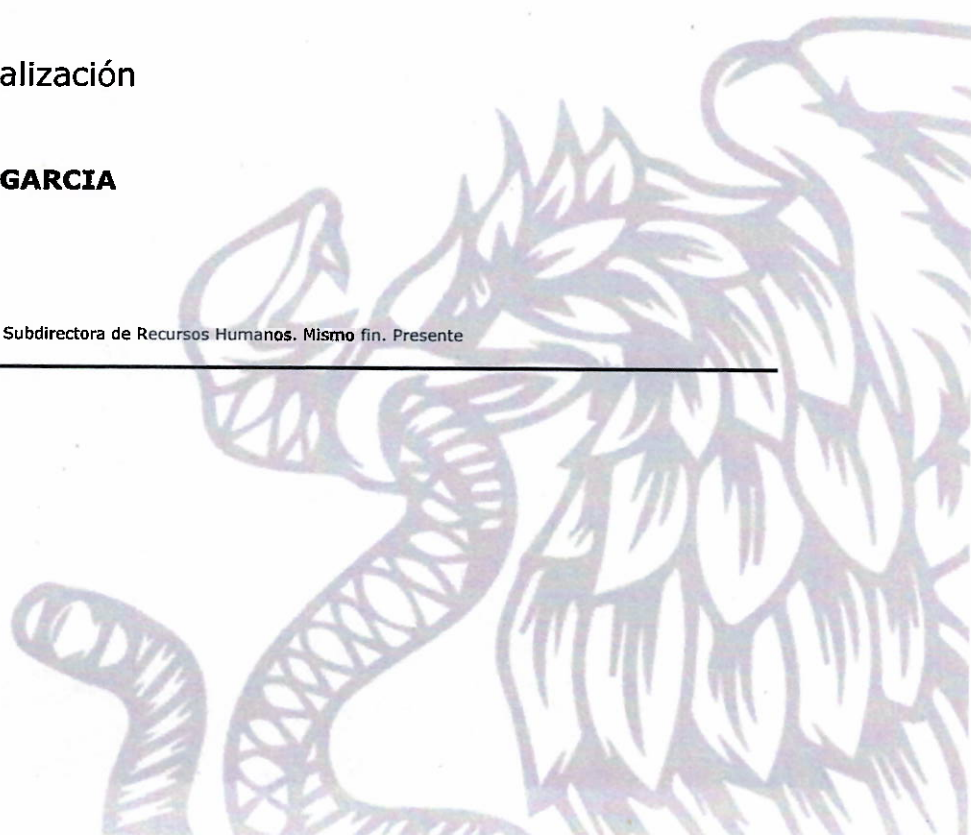 alización
GARCIA
Subdirectora de Recursos Humanos. Mismo fin. Presente